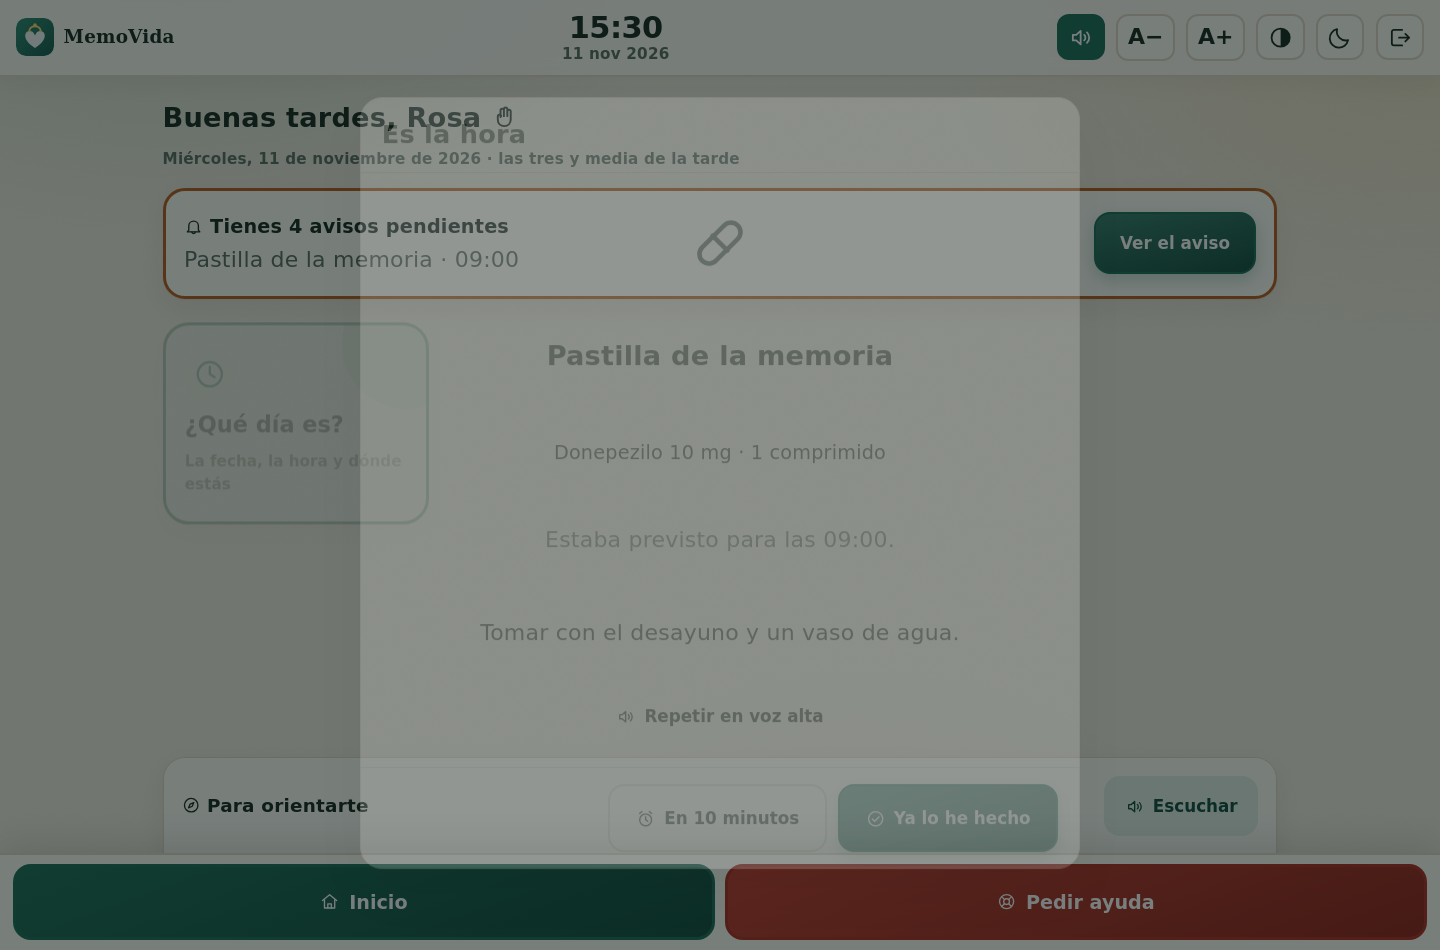 MemoVida
15:30
11 nov 2026
A−
A+
Buenas tardes, Rosa
Miércoles, 11 de noviembre de 2026 · las tres y media de la tarde
Tienes 4 avisos pendientes
Pastilla de la memoria · 09:00
Ver el aviso
¿Qué día es?
La fecha, la hora y dónde
estás
Es la hora
Pastilla de la memoria
Donepezilo 10 mg · 1 comprimido
Estaba previsto para las 09:00.
Tomar con el desayuno y un vaso de agua.
Repetir en voz alta
En 10 minutos
Ya lo he hecho
Para orientarte
Escuchar
Inicio
Pedir ayuda